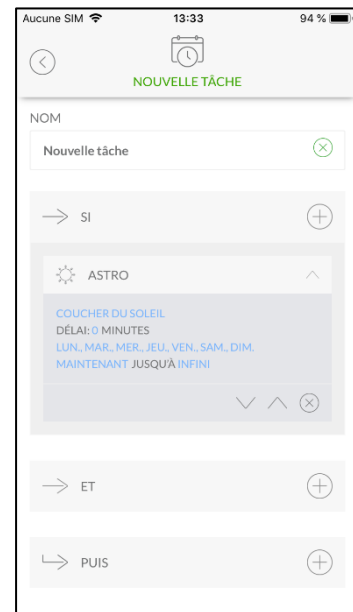 Aucune SIM 13:33 94 %
NOUVELLE TÂCHE
NOM
Nouvelle tâche
SI
ASTRO
COUCHER DU SOLEIL
DÉLAI: 0 MINUTES
LUN., MAR., MER., JEU., VEN., SAM., DIM.
MAINTENANT JUSQU'À INFINI
ET
PUIS